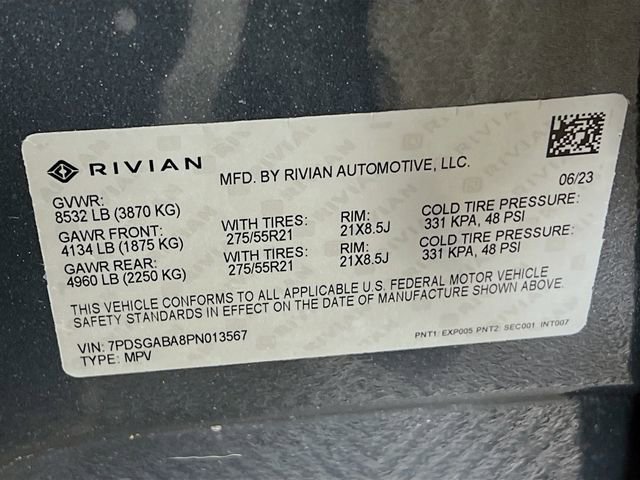 RIVIAN
MFD. BY RIVIAN AUTOMOTIVE, LLC.
06/23
GVWR:
8532 LB (3870 KG)
GAWR FRONT: WITH TIRES: RIM: COLD TIRE PRESSURE:
4134 LB (1875 KG) 275/55R21 21X8.5J 331 KPA, 48 PSI
GAWR REAR: WITH TIRES: RIM: COLD TIRE PRESSURE:
4960 LB (2250 KG) 275/55R21 21X8.5J 331 KPA, 48 PSI
THIS VEHICLE CONFORMS TO ALL APPLICABLE U.S. FEDERAL MOTOR VEHICLE
SAFETY STANDARDS IN EFFECT ON THE DATE OF MANUFACTURE SHOWN ABOVE.
VIN: 7PDSGABA8PN013567
TYPE: MPV
PNT1: EXP005 PNT2: SEC001 INT007